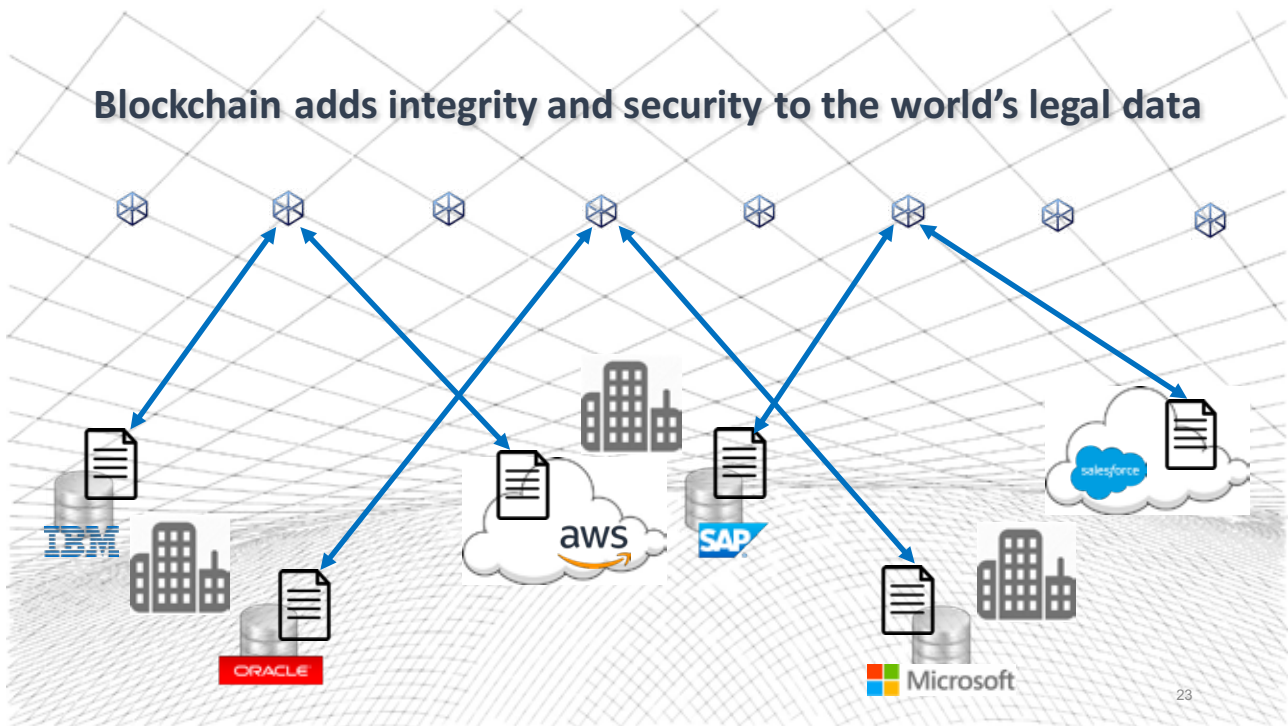 Blockchain adds integrity and security to the world's legal data
salesforce
IBM
aws
SAP
ORACLE
Microsoft
23